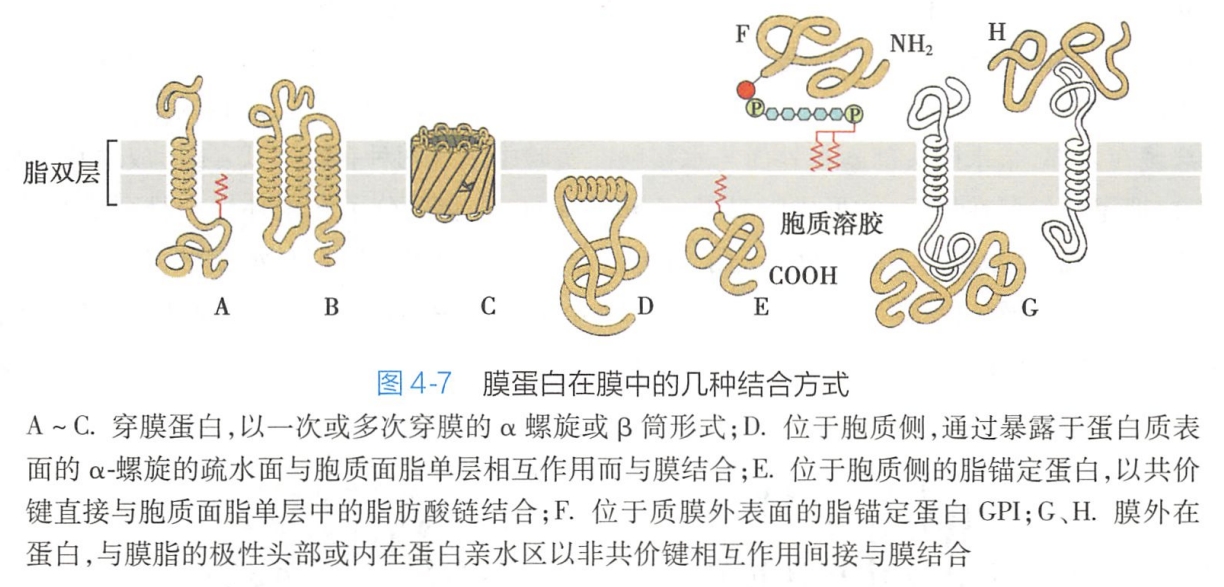 F
NH₂
H
P
P
脂双层
胞质溶胶
COOH
A
B
C
D
E
G
图 4-7 膜蛋白在膜中的几种结合方式
A ~ C. 穿膜蛋白,以一次或多次穿膜的 α 螺旋或 β 筒形式;D. 位于胞质侧,通过暴露于蛋白质表
面的 α-螺旋的疏水面与胞质面脂单层相互作用而与膜结合;E. 位于胞质侧的脂锚定蛋白,以共价
键直接与胞质面脂单层中的脂肪酸链结合;F. 位于质膜外表面的脂锚定蛋白 GPI;G、H. 膜外在
蛋白,与膜脂的极性头部或内在蛋白亲水区以非共价键相互作用间接与膜结合